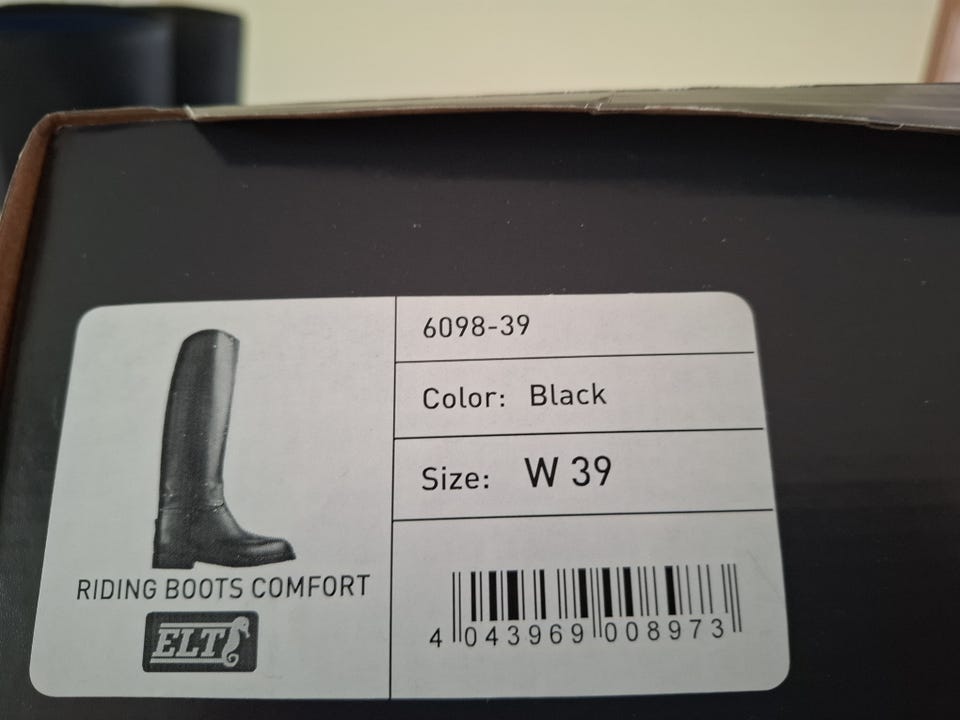 6098-39
Color: Black
Size: W 39
RIDING BOOTS COMFORT
ELT
4 043969 008973